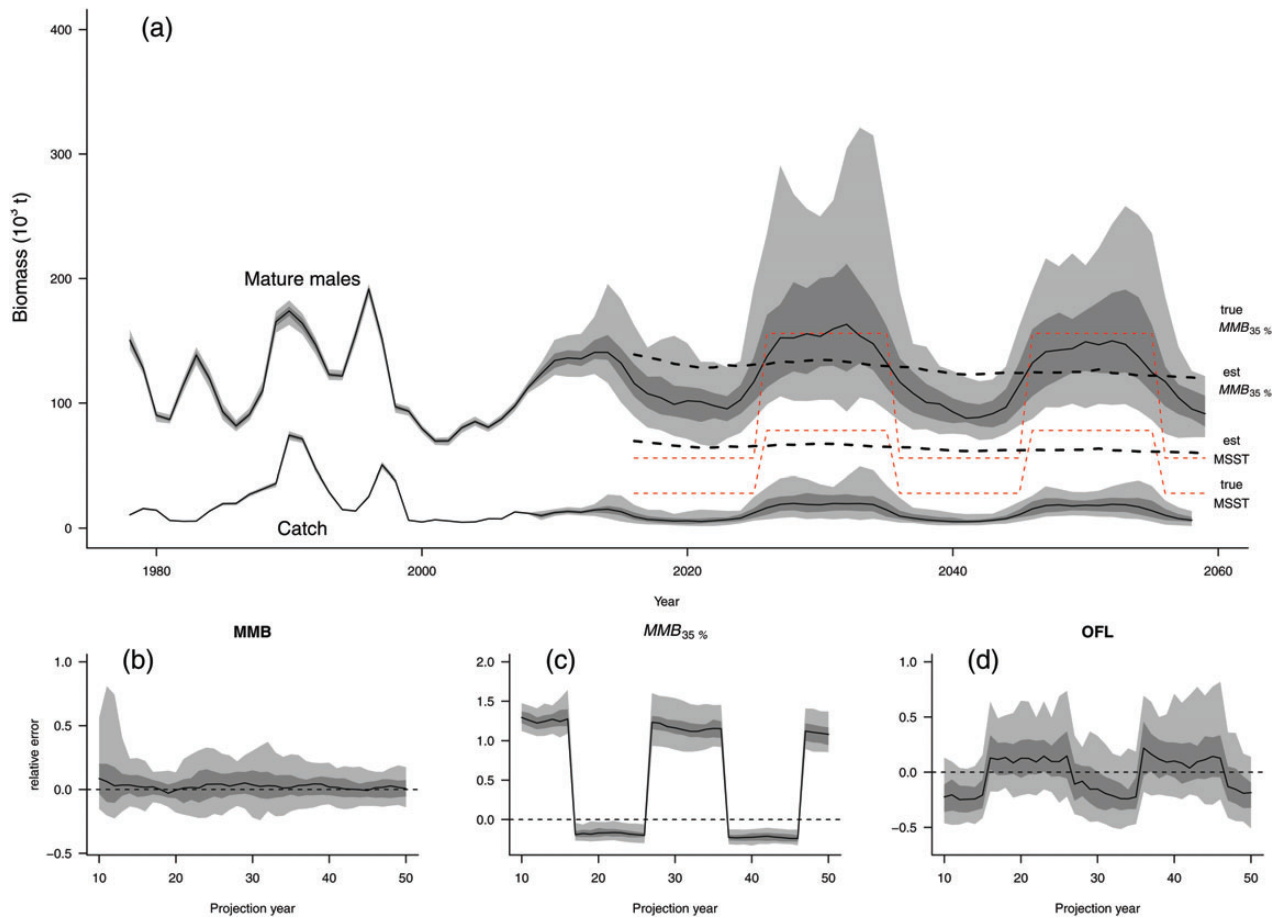 (a)
400
300
200
100
0
Biomass (10³ t)
Mature males
Catch
true
MMB35 %
est
MMB35 %
est
MSST
true
MSST
1980
2000
2020
2040
2060
Year
MMB
(b)
1.0
0.5
0.0
−0.5
relative error
10
20
30
40
50
Projection year
MMB35 %
(c)
2.0
1.5
1.0
0.5
0.0
10
20
30
40
50
Projection year
OFL
(d)
1.0
0.5
0.0
−0.5
10
20
30
40
50
Projection year